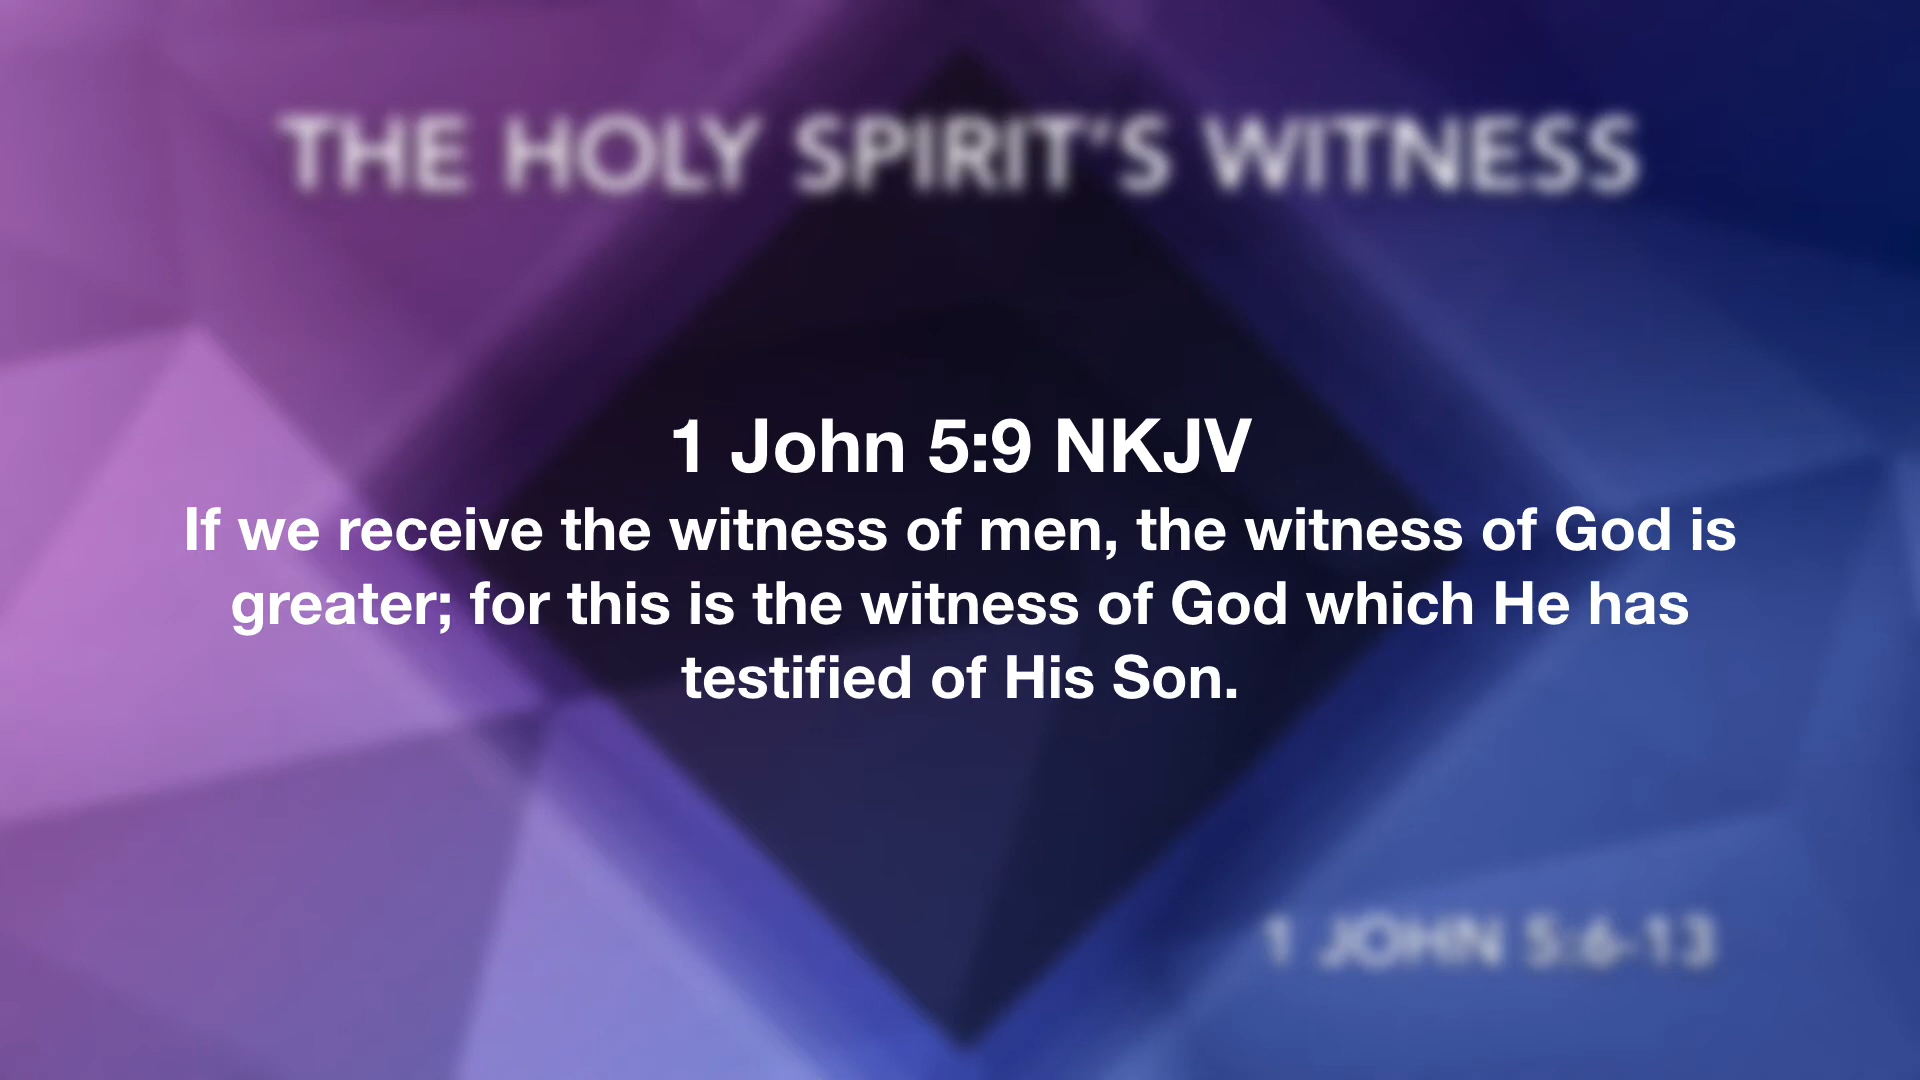 THE HOLY SPIRIT'S WITNESS
1 John 5:9 NKJV
If we receive the witness of men, the witness of God is
greater; for this is the witness of God which He has
testified of His Son.
1 JOHN 5:6-13